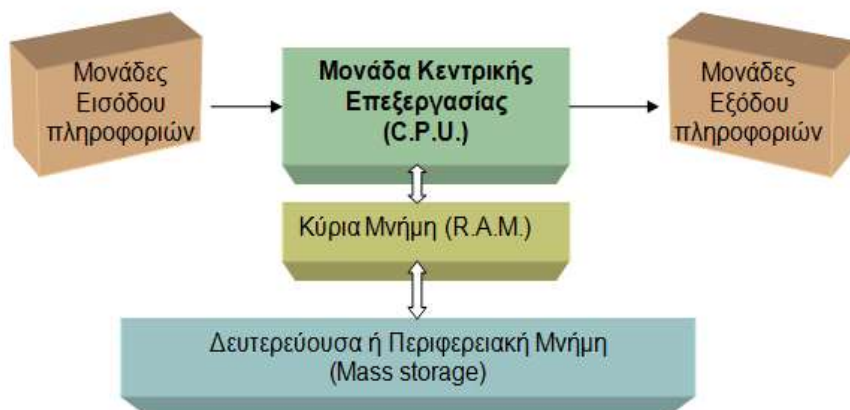 Μονάδες
Εισόδου
πληροφοριών
Μονάδα Κεντρικής
Επεξεργασίας
(C.P.U.)
Μονάδες
Εξόδου
πληροφοριών
Κύρια Μνήμη (R.A.M.)
Δευτερεύουσα ή Περιφερειακή Μνήμη
(Mass storage)